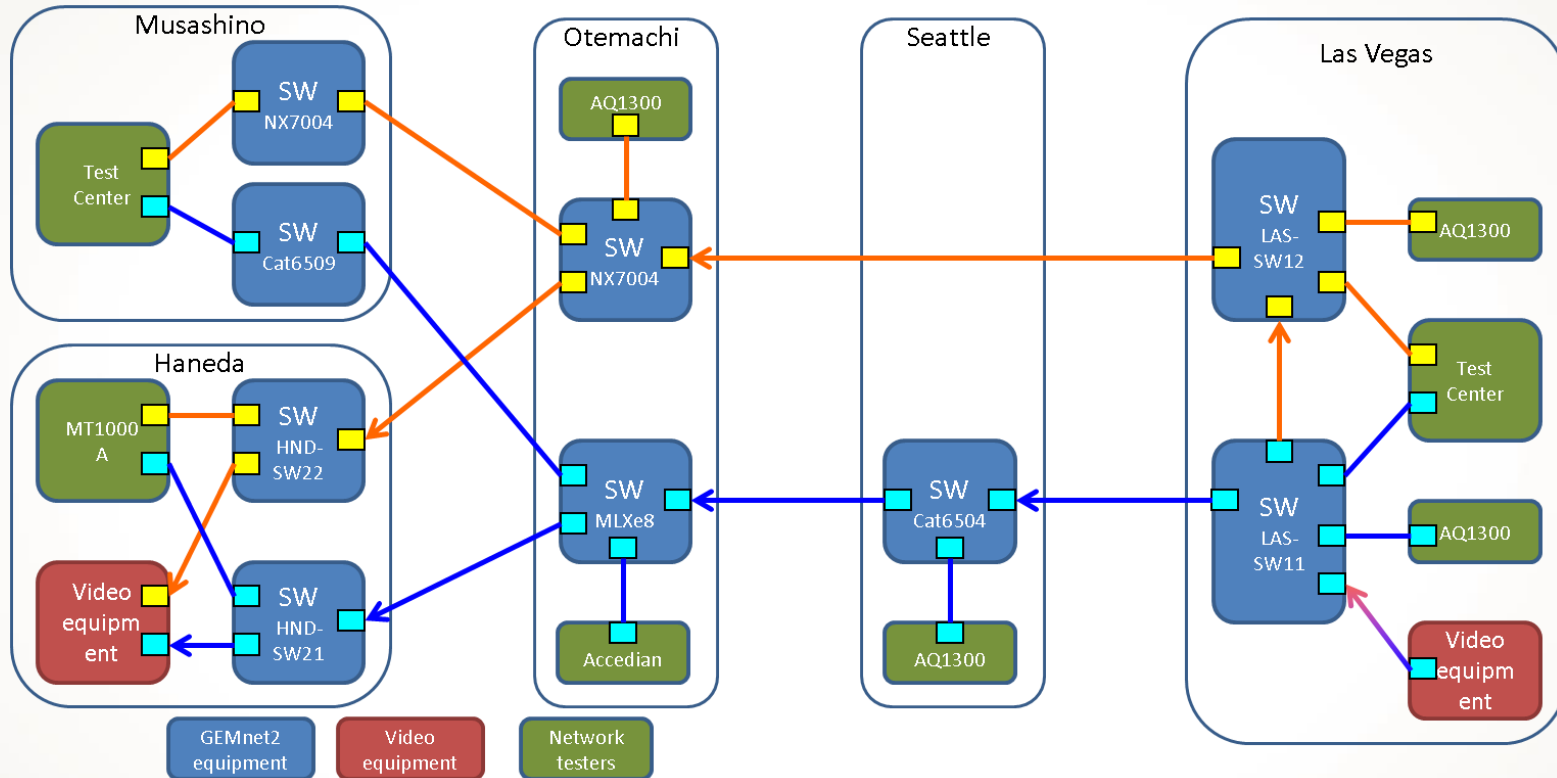 Musashino
SW
NX7004
Test
Center
SW
Cat6509
Haneda
MT1000
A
SW
HND-
SW22
Video
equipm
ent
SW
HND-
SW21
Otemachi
AQ1300
SW
NX7004
SW
MLXe8
Accedian
Seattle
SW
Cat6504
AQ1300
Las Vegas
SW
LAS-
SW12
AQ1300
Test
Center
SW
LAS-
SW11
AQ1300
Video
equipm
ent
GEMnet2
equipment
Video
equipment
Network
testers